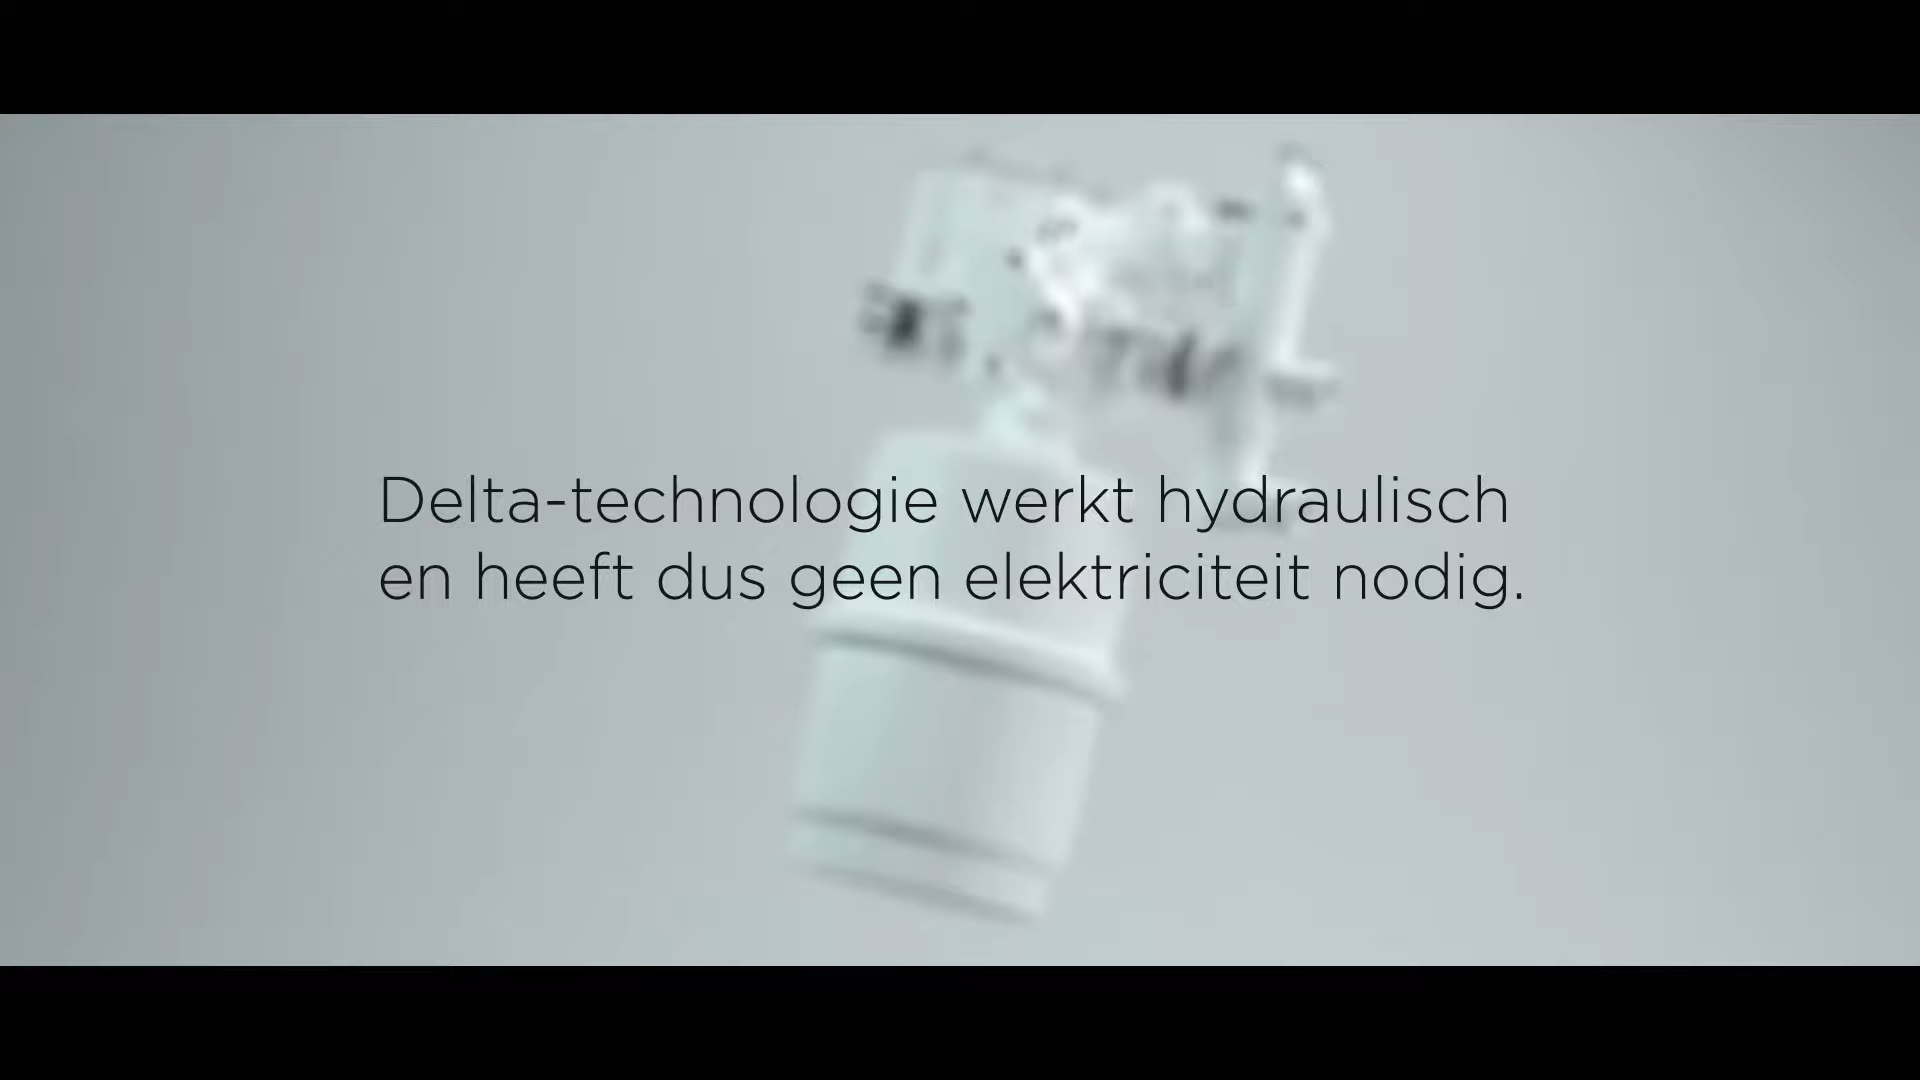 Delta-technologie werkt hydraulisch
en heeft dus geen elektriciteit nodig.